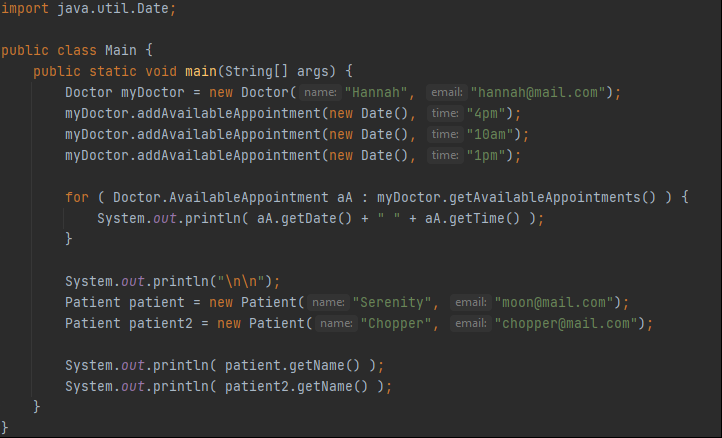 import java.util.Date;
public class Main {
public static void main(String[] args) {
Doctor myDoctor = new Doctor( name: "Hannah", email: "hannah@mail.com");
myDoctor.addAvailableAppointment(new Date(), time: "4pm");
myDoctor.addAvailableAppointment(new Date(), time: "10am");
myDoctor.addAvailableAppointment(new Date(), time: "1pm");
for ( Doctor.AvailableAppointment aA : myDoctor.getAvailableAppointments() ) {
System.out.println( aA.getDate() + " " + aA.getTime() );
}
System.out.println("\n\n");
Patient patient = new Patient( name: "Serenity", email: "moon@mail.com");
Patient patient2 = new Patient( name: "Chopper", email: "chopper@mail.com");
System.out.println( patient.getName() );
System.out.println( patient2.getName() );
}
}